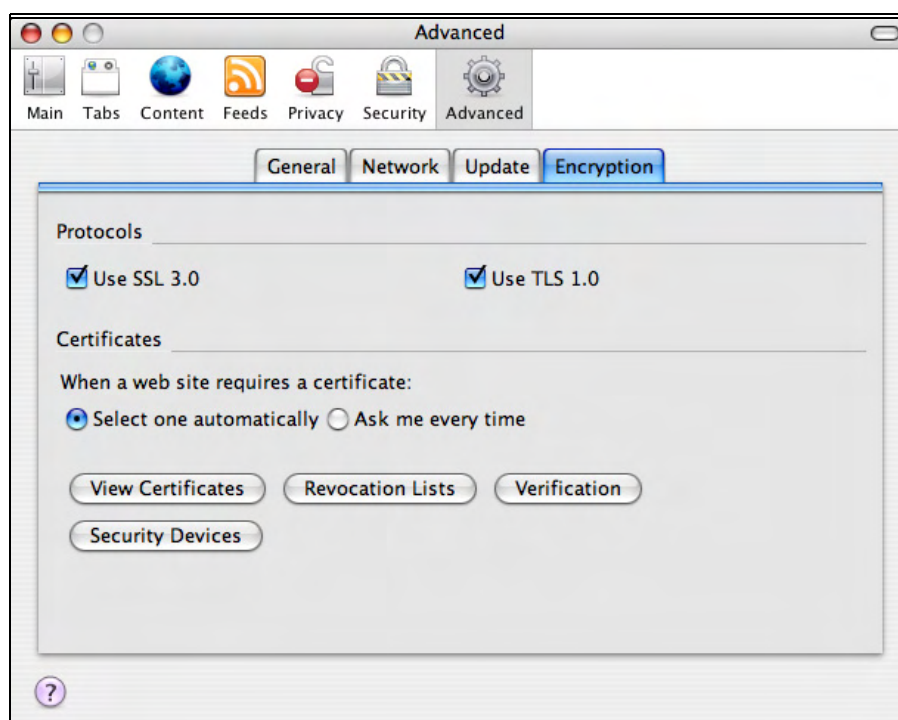 Advanced
Main Tabs Content Feeds Privacy Security Advanced
General Network Update Encryption
Protocols
Use SSL 3.0 Use TLS 1.0
Certificates
When a web site requires a certificate:
Select one automatically Ask me every time
View Certificates Revocation Lists Verification
Security Devices
?